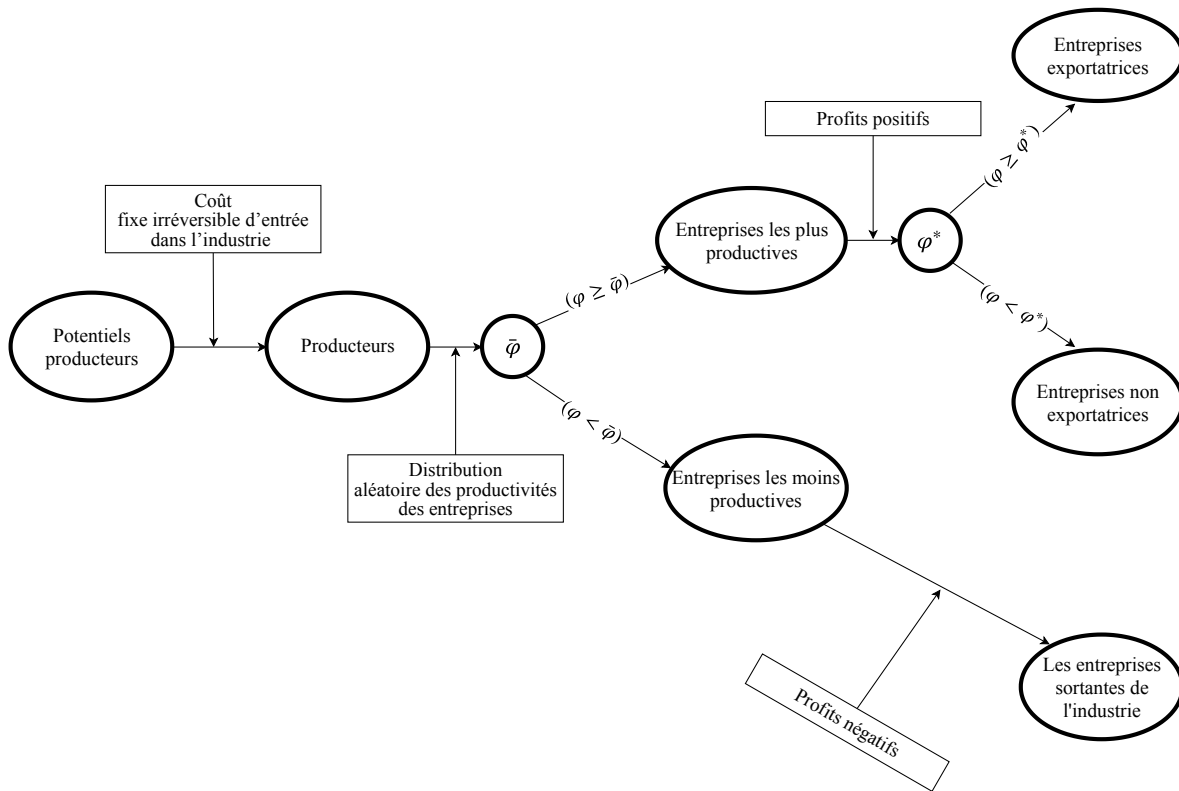 Entreprises
exportatrices
Profits positifs
(φ ≥ φ*)
Coût
fixe irréversible d’entrée
dans l’industrie
Entreprises les plus
productives
φ*
(φ ≥ φ̄)
(φ < φ*)
Potentiels
producteurs
Producteurs
φ̄
Entreprises non
exportatrices
(φ < φ̄)
Distribution
aléatoire des productivités
des entreprises
Entreprises les moins
productives
Profits négatifs
Les entreprises
sortantes de
l'industrie